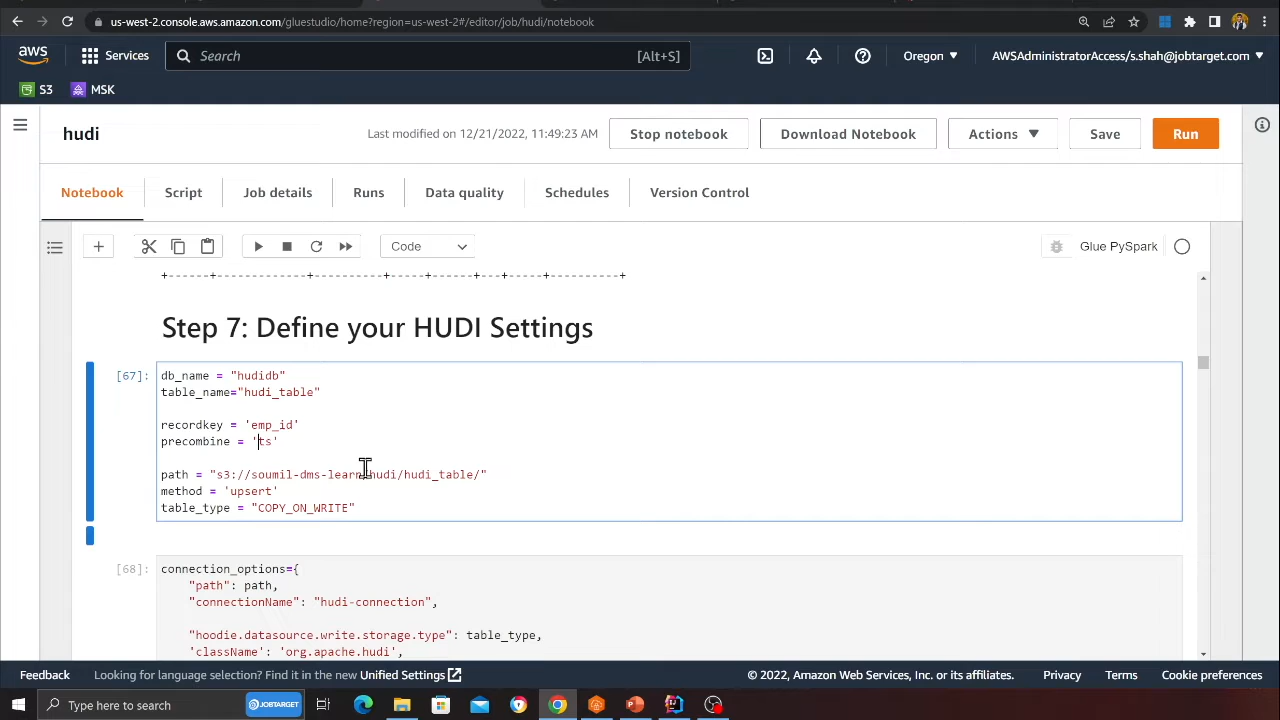 us-west-2.console.aws.amazon.com/gluestudio/home?region=us-west-2#/editor/job/hudi/notebook
aws
Services
Search
[Alt+S]
Oregon
AWSAdministratorAccess/s.shah@jobtarget.com
S3
MSK
hudi
Last modified on 12/21/2022, 11:49:23 AM
Stop notebook
Download Notebook
Actions
Save
Run
Notebook
Script
Job details
Runs
Data quality
Schedules
Version Control
Code
Glue PySpark
+------+-------------+----------+-----+------+---+-----+----------+
Step 7: Define your HUDI Settings
[67]:
db_name = "hudidb"
table_name="hudi_table"
recordkey = 'emp_id'
precombine = 'ts'
path = "s3://soumil-dms-learn-hudi/hudi_table/"
method = 'upsert'
table_type = "COPY_ON_WRITE"
[68]:
connection_options={
"path": path,
"connectionName": "hudi-connection",
"hoodie.datasource.write.storage.type": table_type,
'className': 'org.apache.hudi',
Feedback
Looking for language selection? Find it in the new Unified Settings
© 2022, Amazon Web Services, Inc. or its affiliates.
Privacy
Terms
Cookie preferences
Type here to search
JOBTARGET